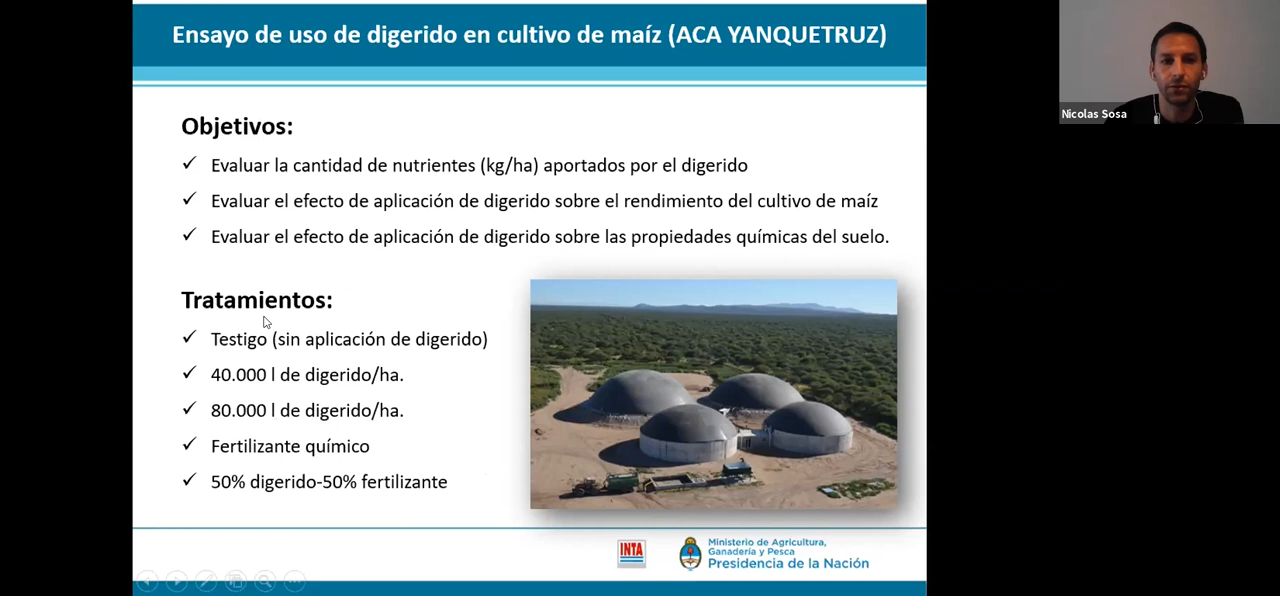 Ensayo de uso de digerido en cultivo de maíz (ACA YANQUETRUZ)
Nicolas Sosa
Objetivos:
✓ Evaluar la cantidad de nutrientes (kg/ha) aportados por el digerido
✓ Evaluar el efecto de aplicación de digerido sobre el rendimiento del cultivo de maíz
✓ Evaluar el efecto de aplicación de digerido sobre las propiedades químicas del suelo.
Tratamientos:
✓ Testigo (sin aplicación de digerido)
✓ 40.000 l de digerido/ha.
✓ 80.000 l de digerido/ha.
✓ Fertilizante químico
✓ 50% digerido-50% fertilizante
INTA
Ministerio de Agricultura,
Ganadería y Pesca
Presidencia de la Nación